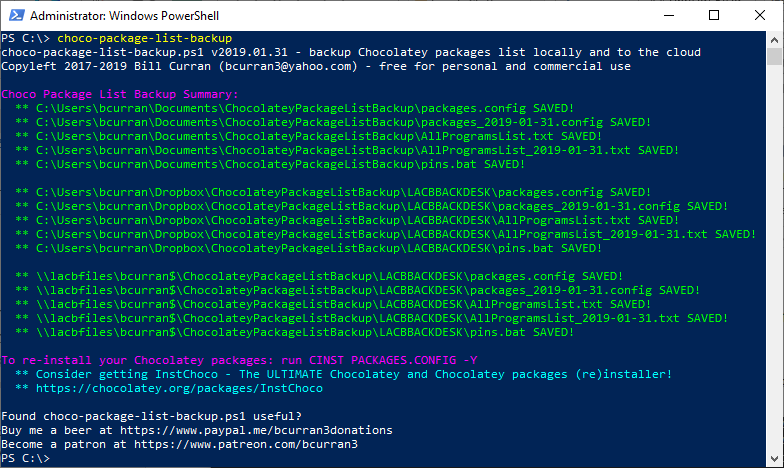 Administrator: Windows PowerShell
PS C:\> choco-package-list-backup
choco-package-list-backup.ps1 v2019.01.31 - backup Chocolatey packages list locally and to the cloud
Copyleft 2017-2019 Bill Curran (bcurran3@yahoo.com) - free for personal and commercial use
Choco Package List Backup Summary:
** C:\Users\bcurran\Documents\ChocolateyPackageListBackup\packages.config SAVED!
** C:\Users\bcurran\Documents\ChocolateyPackageListBackup\packages_2019-01-31.config SAVED!
** C:\Users\bcurran\Documents\ChocolateyPackageListBackup\AllProgramsList.txt SAVED!
** C:\Users\bcurran\Documents\ChocolateyPackageListBackup\AllProgramsList_2019-01-31.txt SAVED!
** C:\Users\bcurran\Documents\ChocolateyPackageListBackup\pins.bat SAVED!
** C:\Users\bcurran\Dropbox\ChocolateyPackageListBackup\LACBBACKDESK\packages.config SAVED!
** C:\Users\bcurran\Dropbox\ChocolateyPackageListBackup\LACBBACKDESK\packages_2019-01-31.config SAVED!
** C:\Users\bcurran\Dropbox\ChocolateyPackageListBackup\LACBBACKDESK\AllProgramsList.txt SAVED!
** C:\Users\bcurran\Dropbox\ChocolateyPackageListBackup\LACBBACKDESK\AllProgramsList_2019-01-31.txt SAVED!
** C:\Users\bcurran\Dropbox\ChocolateyPackageListBackup\LACBBACKDESK\pins.bat SAVED!
** \\lacbfiles\bcurran$\ChocolateyPackageListBackup\LACBBACKDESK\packages.config SAVED!
** \\lacbfiles\bcurran$\ChocolateyPackageListBackup\LACBBACKDESK\packages_2019-01-31.config SAVED!
** \\lacbfiles\bcurran$\ChocolateyPackageListBackup\LACBBACKDESK\AllProgramsList.txt SAVED!
** \\lacbfiles\bcurran$\ChocolateyPackageListBackup\LACBBACKDESK\AllProgramsList_2019-01-31.txt SAVED!
** \\lacbfiles\bcurran$\ChocolateyPackageListBackup\LACBBACKDESK\pins.bat SAVED!
To re-install your Chocolatey packages: run CINST PACKAGES.CONFIG -Y
** Consider getting InstChoco - The ULTIMATE Chocolatey and Chocolatey packages (re)installer!
** https://chocolatey.org/packages/InstChoco
Found choco-package-list-backup.ps1 useful?
Buy me a beer at https://www.paypal.me/bcurran3donations
Become a patron at https://www.patreon.com/bcurran3
PS C:\>